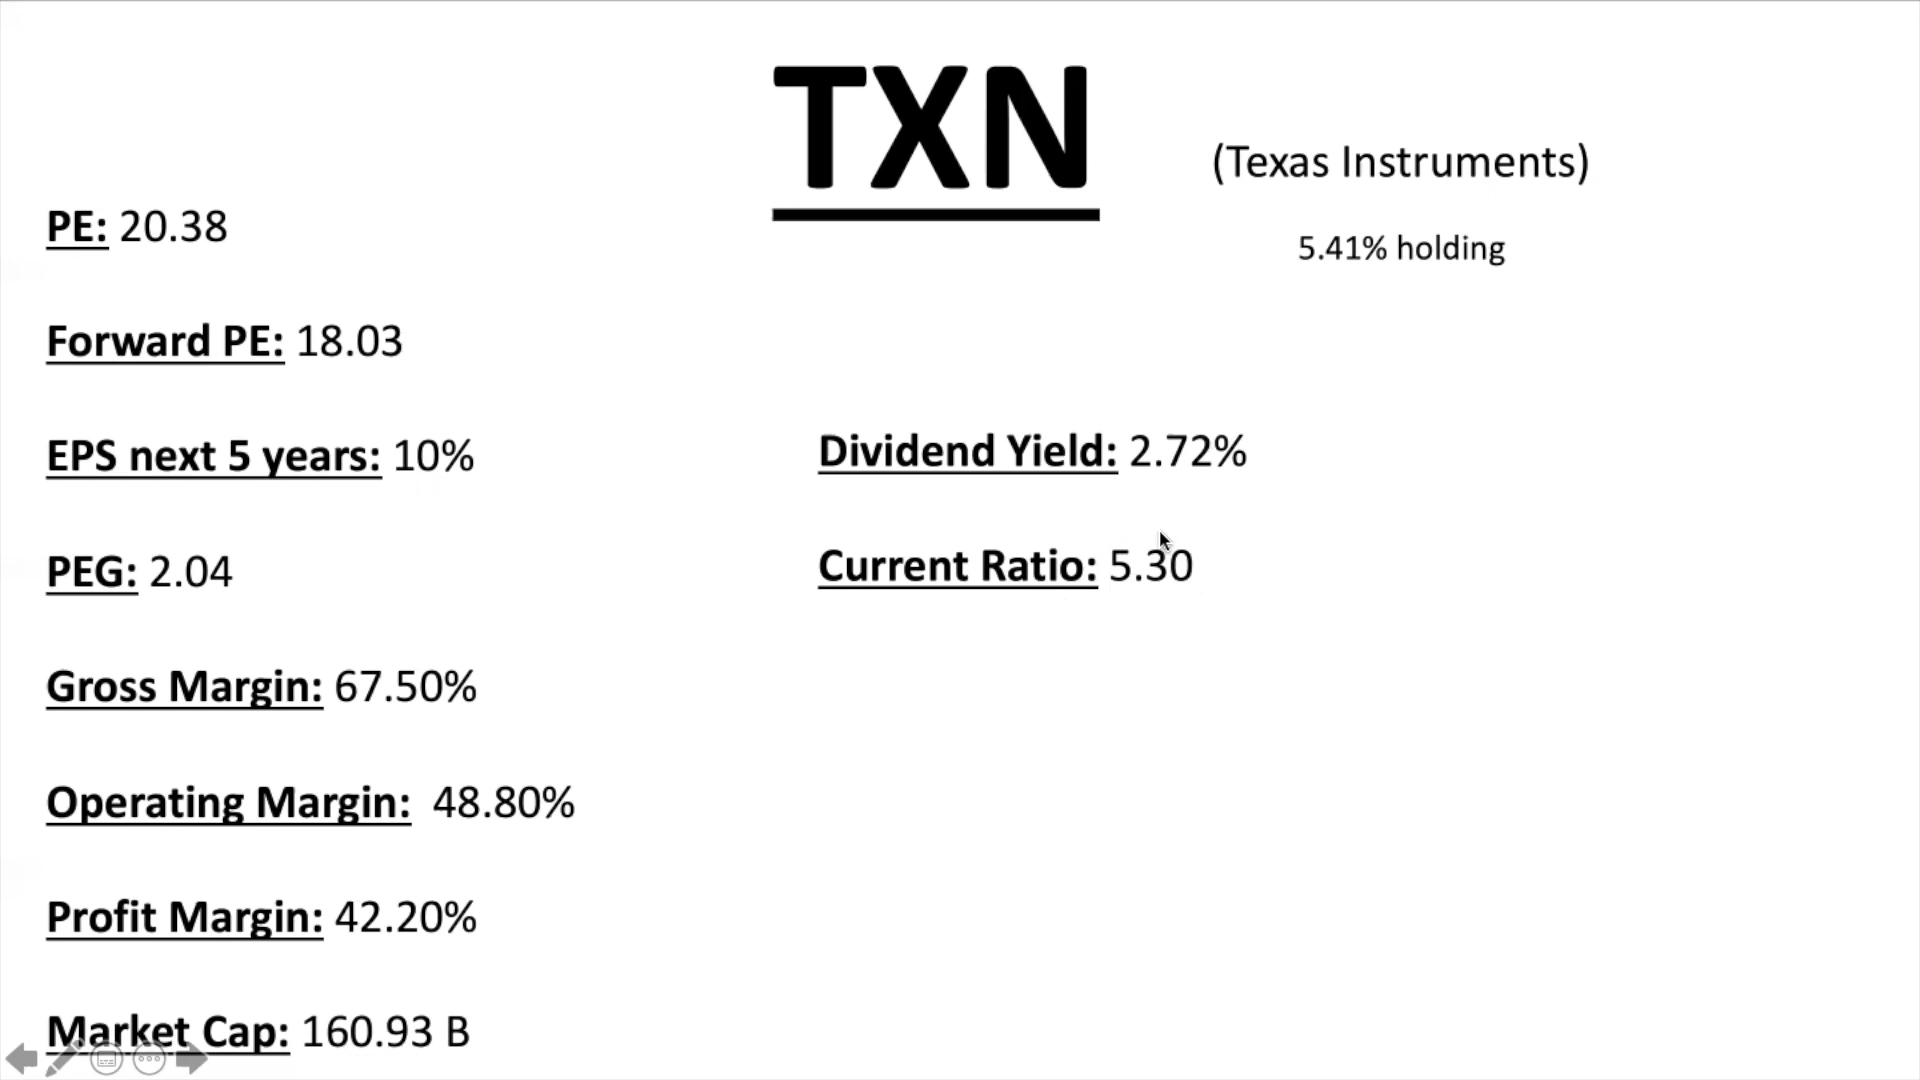 TXN
(Texas Instruments)
5.41% holding
PE: 20.38
Forward PE: 18.03
EPS next 5 years: 10%
PEG: 2.04
Gross Margin: 67.50%
Operating Margin:  48.80%
Profit Margin: 42.20%
Market Cap: 160.93 B
Dividend Yield: 2.72%
Current Ratio: 5.30